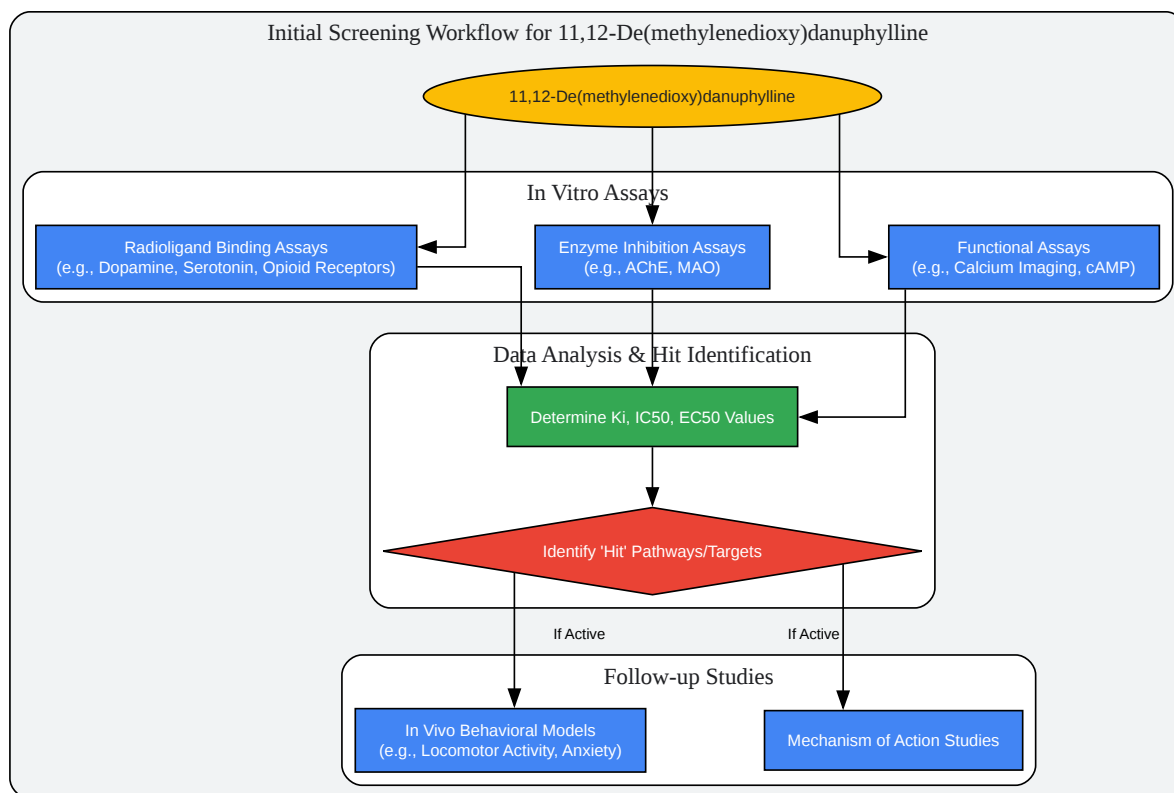 Initial Screening Workflow for 11,12-De(methylenedioxy)danuphylline
11,12-De(methylenedioxy)danuphylline
In Vitro Assays
Radioligand Binding Assays
(e.g., Dopamine, Serotonin, Opioid Receptors)
Enzyme Inhibition Assays
(e.g., AChE, MAO)
Functional Assays
(e.g., Calcium Imaging, cAMP)
Data Analysis & Hit Identification
Determine Ki, IC50, EC50 Values
Identify 'Hit' Pathways/Targets
If Active
If Active
Follow-up Studies
In Vivo Behavioral Models
(e.g., Locomotor Activity, Anxiety)
Mechanism of Action Studies